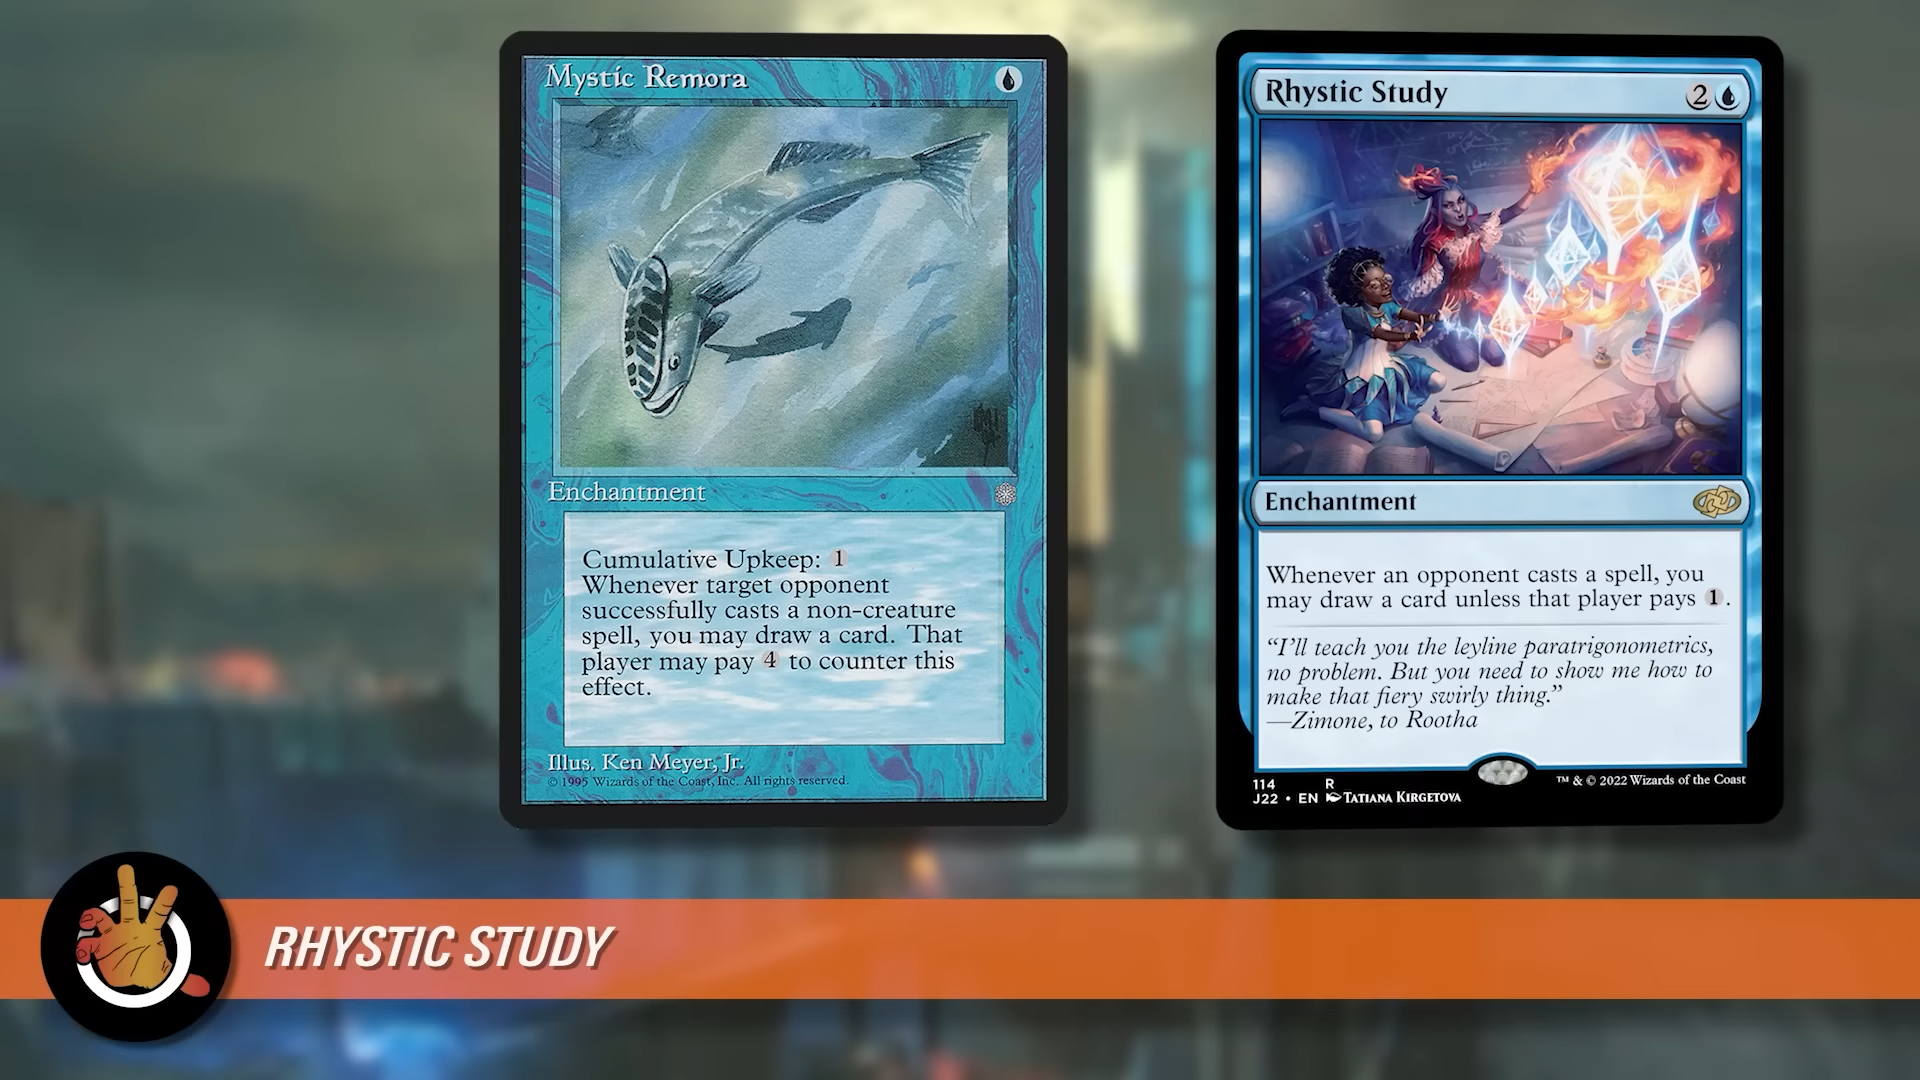 Mystic Remora
Enchantment
Cumulative Upkeep: 1
Whenever target opponent
successfully casts a non-creature
spell, you may draw a card. That
player may pay 4 to counter this
effect.
Illus. Ken Meyer, Jr.
© 1995 Wizards of the Coast, Inc. All rights reserved.
Rhystic Study
2
Enchantment
Whenever an opponent casts a spell, you
may draw a card unless that player pays 1.
“I’ll teach you the leyline paratrigonometrics,
no problem. But you need to show me how to
make that fiery swirly thing.”
—Zimone, to Rootha
114 R
J22 • EN TATIANA KIRGETOVA
™ & © 2022 Wizards of the Coast
RHYSTIC STUDY